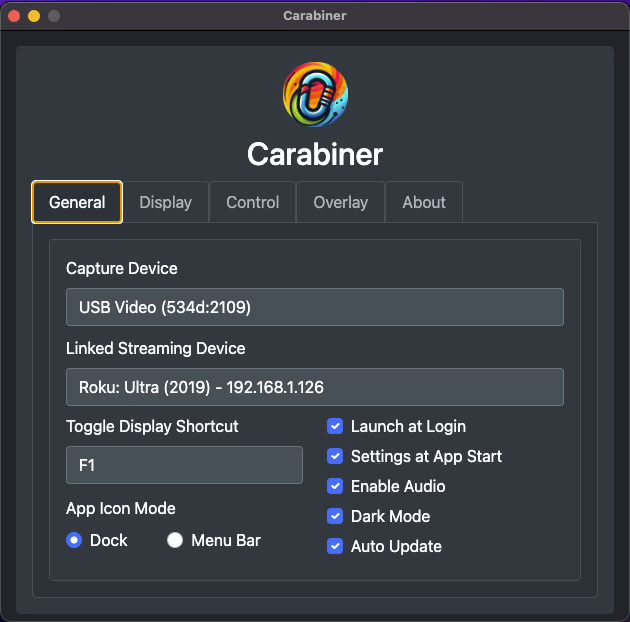 Carabiner
Carabiner
General Display Control Overlay About
Capture Device
USB Video (534d:2109)
Linked Streaming Device
Roku: Ultra (2019) - 192.168.1.126
Toggle Display Shortcut
F1
App Icon Mode
Dock Menu Bar
Launch at Login
Settings at App Start
Enable Audio
Dark Mode
Auto Update